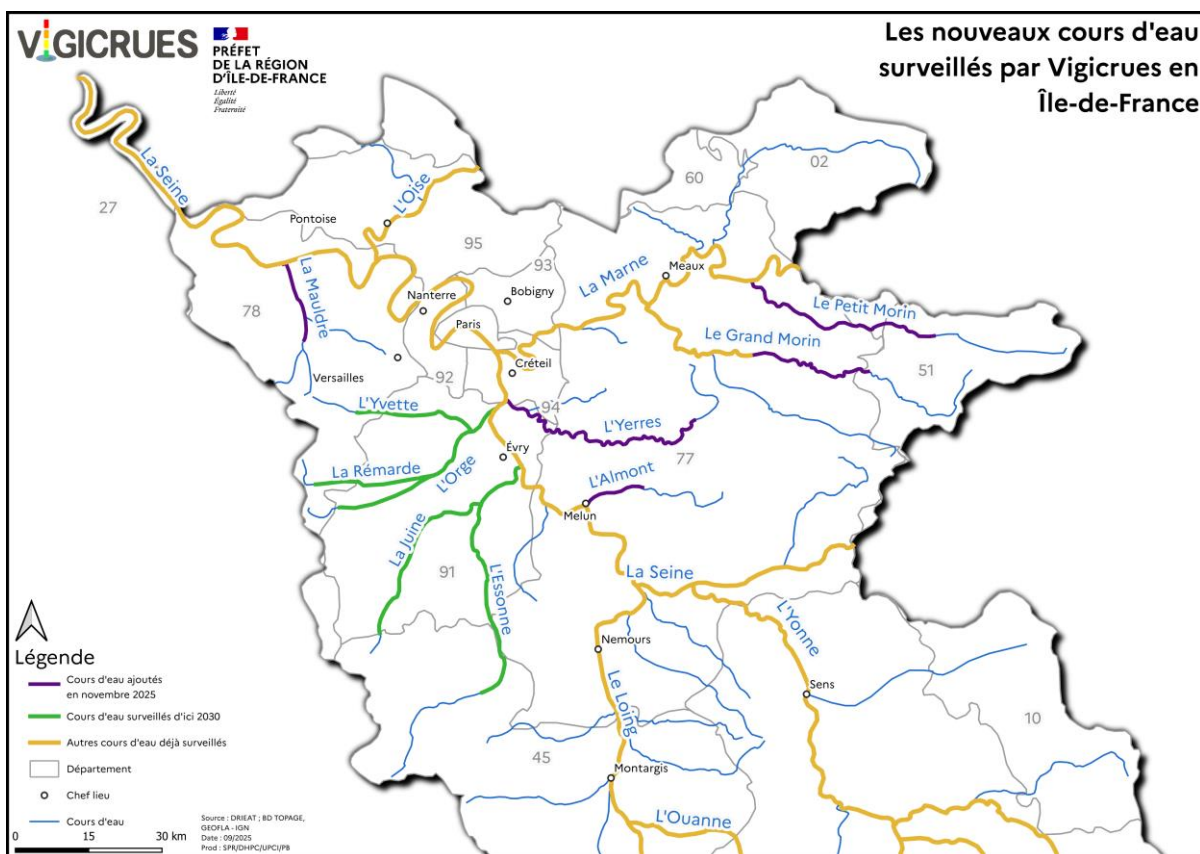 VIGICRUES
PRÉFET
DE LA RÉGION
D'ÎLE-DE-FRANCE
Liberté
Égalité
Fraternité
Les nouveaux cours d'eau
surveillés par Vigicrues en
Île-de-France
La Seine
27
L'Oise
Pontoise
95
93
60
02
La Marne
Meaux
La Mauldre
78
Nanterre
Bobigny
Paris
Le Petit Morin
Le Grand Morin
51
Versailles
92
Créteil
94
L'Yvette
L'Yerres
77
Évry
La Rémarde
L'Orge
L'Almont
Melun
La Juine
91
L'Essonne
La Seine
L'Yonne
Nemours
Le Loing
Sens
10
45
Montargis
L'Ouanne
Légende
Cours d'eau ajoutés
en novembre 2025
Cours d'eau surveillés d'ici 2030
Autres cours d'eau déjà surveillés
Département
Chef lieu
Cours d'eau
0 15 30 km
Source : DRIEAT ; BD TOPAGE,
GEOFLA - IGN
Date : 09/2025
Prod : SPR/DHPC/UPCI/PB